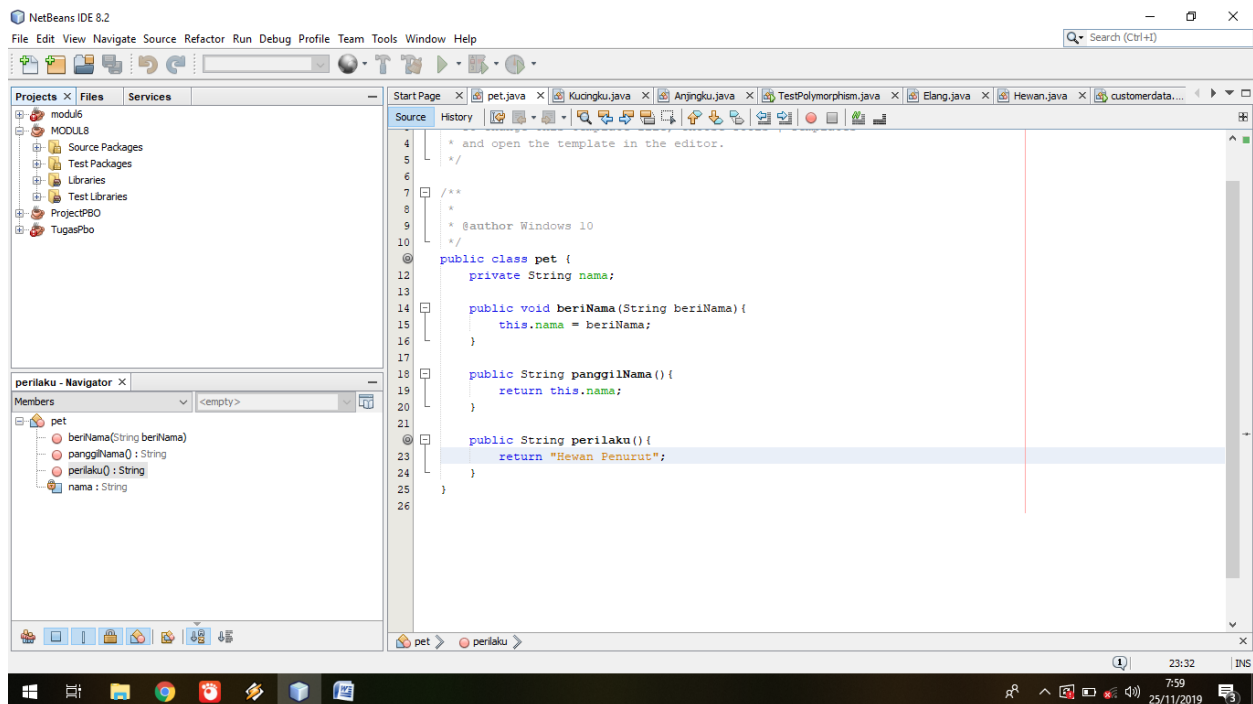 NetBeans IDE 8.2
File Edit View Navigate Source Refactor Run Debug Profile Team Tools Window Help
Search (Ctrl+I)
Projects Files Services
modul6
MODUL8
Source Packages
Test Packages
Libraries
Test Libraries
ProjectPBO
TugasPbo
perilaku - Navigator
Members <empty>
pet
beriNama(String beriNama)
panggilNama() : String
perilaku() : String
nama : String
Start Page pet.java Kucingku.java Anjingku.java TestPolymorphism.java Elang.java Hewan.java customerdata....
Source History
4 * and open the template in the editor.
5 */
6
7 /**
8 *
9 * @author Windows 10
10 */
public class pet {
12 private String nama;
13
14 public void beriNama(String beriNama){
15 this.nama = beriNama;
16 }
17
18 public String panggilNama(){
19 return this.nama;
20 }
21
public String perilaku(){
23 return "Hewan Penurut";
24 }
25 }
26
pet perilaku
1 23:32 INS
7:59
25/11/2019
3